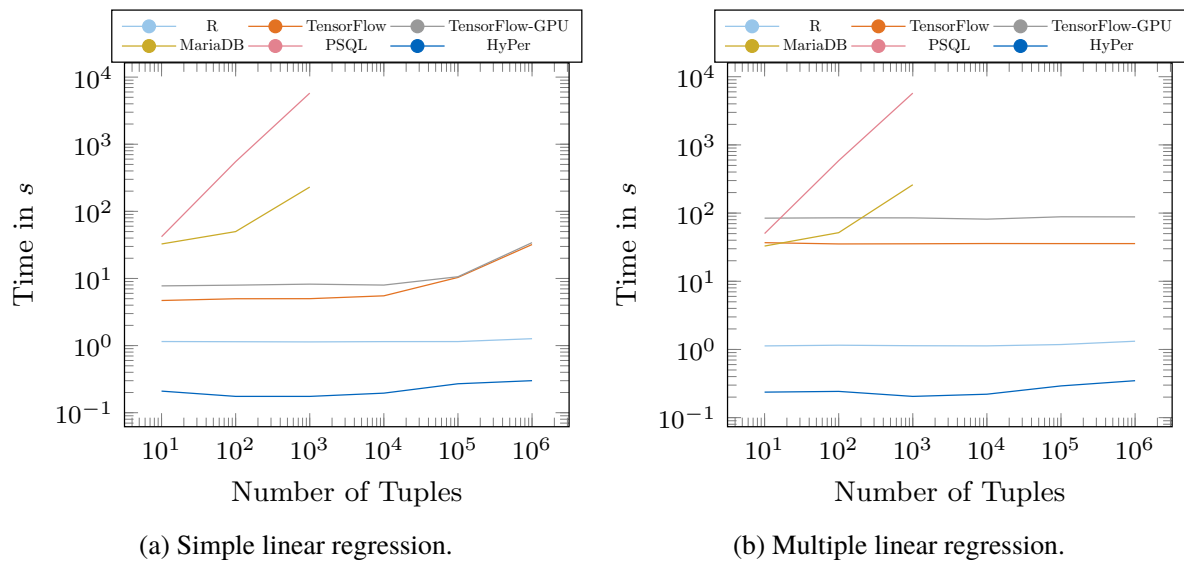 R TensorFlow TensorFlow-GPU
MariaDB PSQL HyPer
10^4
10^3
10^2
10^1
10^0
10^−1
Time in s
10^1 10^2 10^3 10^4 10^5 10^6
Number of Tuples
(a) Simple linear regression.
R TensorFlow TensorFlow-GPU
MariaDB PSQL HyPer
10^4
10^3
10^2
10^1
10^0
10^−1
Time in s
10^1 10^2 10^3 10^4 10^5 10^6
Number of Tuples
(b) Multiple linear regression.